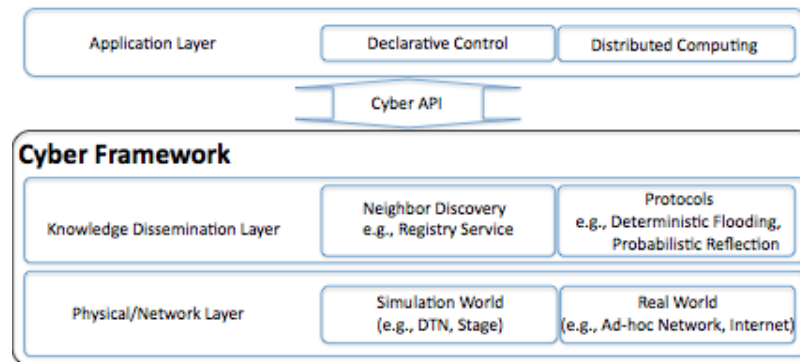 Application Layer
Declarative Control
Distributed Computing
Cyber API
Cyber Framework
Knowledge Dissemination Layer
Neighbor Discovery
e.g., Registry Service
Protocols
e.g., Deterministic Flooding,
Probabilistic Reflection
Physical/Network Layer
Simulation World
(e.g., DTN, Stage)
Real World
(e.g., Ad-hoc Network, Internet)